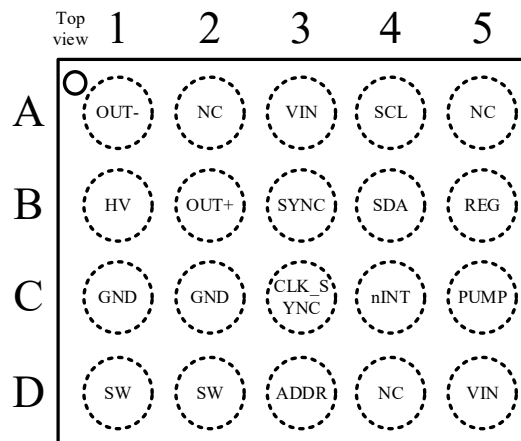 Top
view
1 2 3 4 5
A
OUT- NC VIN SCL NC
B
HV OUT+ SYNC SDA REG
C
GND GND CLK_S
YNC nINT PUMP
D
SW SW ADDR NC VIN